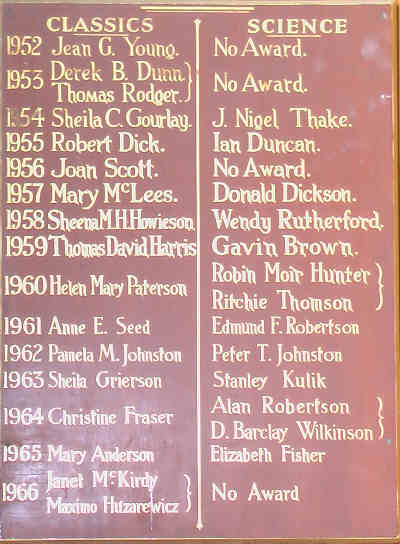 CLASSICS SCIENCE
1952 Jean G. Young. No Award.
1953 Derek B. Dunn. No Award.
Thomas Rodger.
1954 Sheila C. Gourlay. J. Nigel Thake.
1955 Robert Dick. Ian Duncan.
1956 Joan Scott. No Award.
1957 Mary McLees. Donald Dickson.
1958 Sheena M.H. Howieson. Wendy Rutherford.
1959 Thomas David Harris Gavin Brown.
1960 Helen Mary Paterson Robin Moir Hunter
Ritchie Thomson
1961 Anne E. Seed Edmund F. Robertson
1962 Pamela M. Johnston Peter T. Johnston
1963 Sheila Grierson Stanley Kulik
1964 Christine Fraser Alan Robertson
D. Barclay Wilkinson
1965 Mary Anderson Elizabeth Fisher
1966 Janet McKirdy No Award
Maximo Hutzarewicz